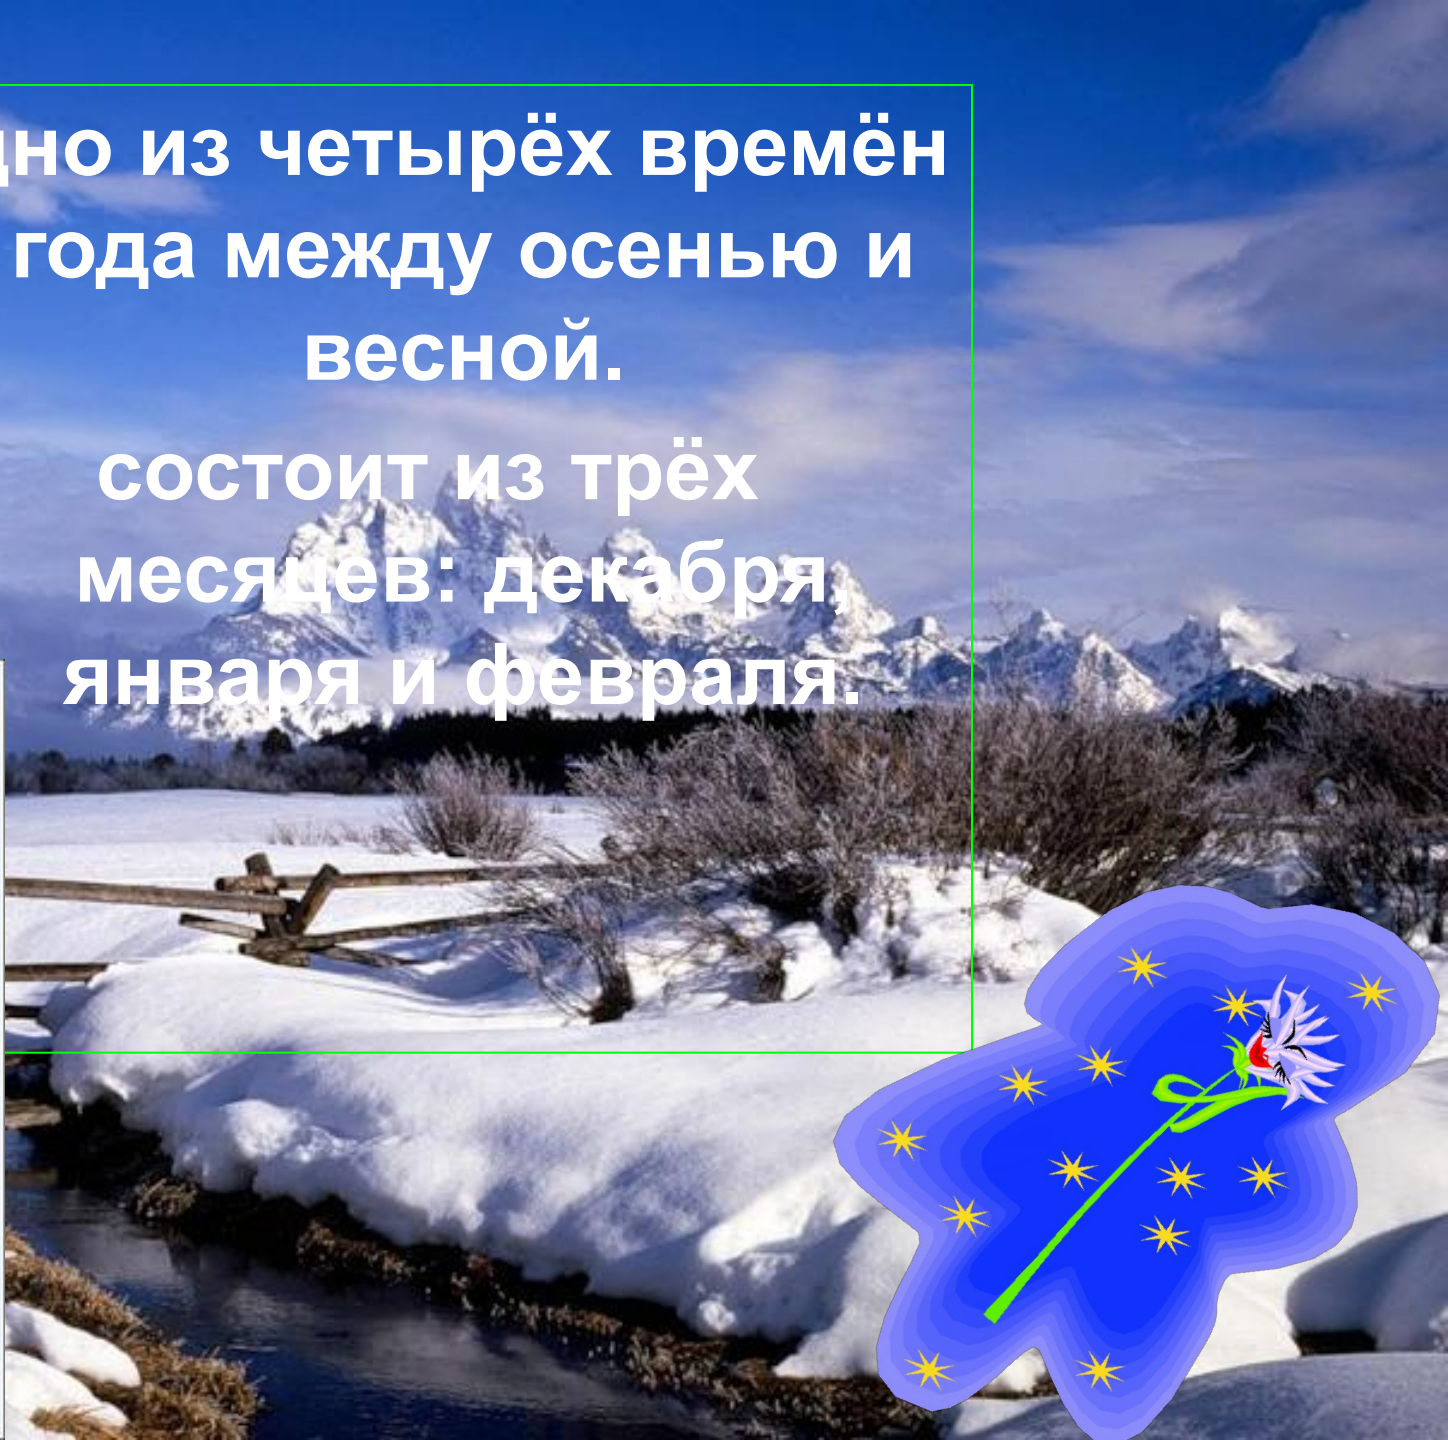 но из четырёх времён
года между осенью и
весной.
состоит из трёх
месяцев: декабря,
января и февраля.